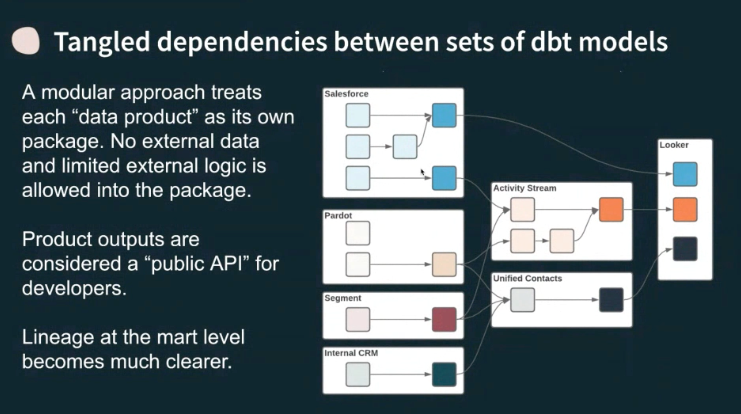 Tangled dependencies between sets of dbt models
A modular approach treats
each “data product” as its own
package. No external data
and limited external logic is
allowed into the package.
Product outputs are
considered a “public API” for
developers.
Lineage at the mart level
becomes much clearer.
Salesforce
Pardot
Segment
Internal CRM
Activity Stream
Unified Contacts
Looker